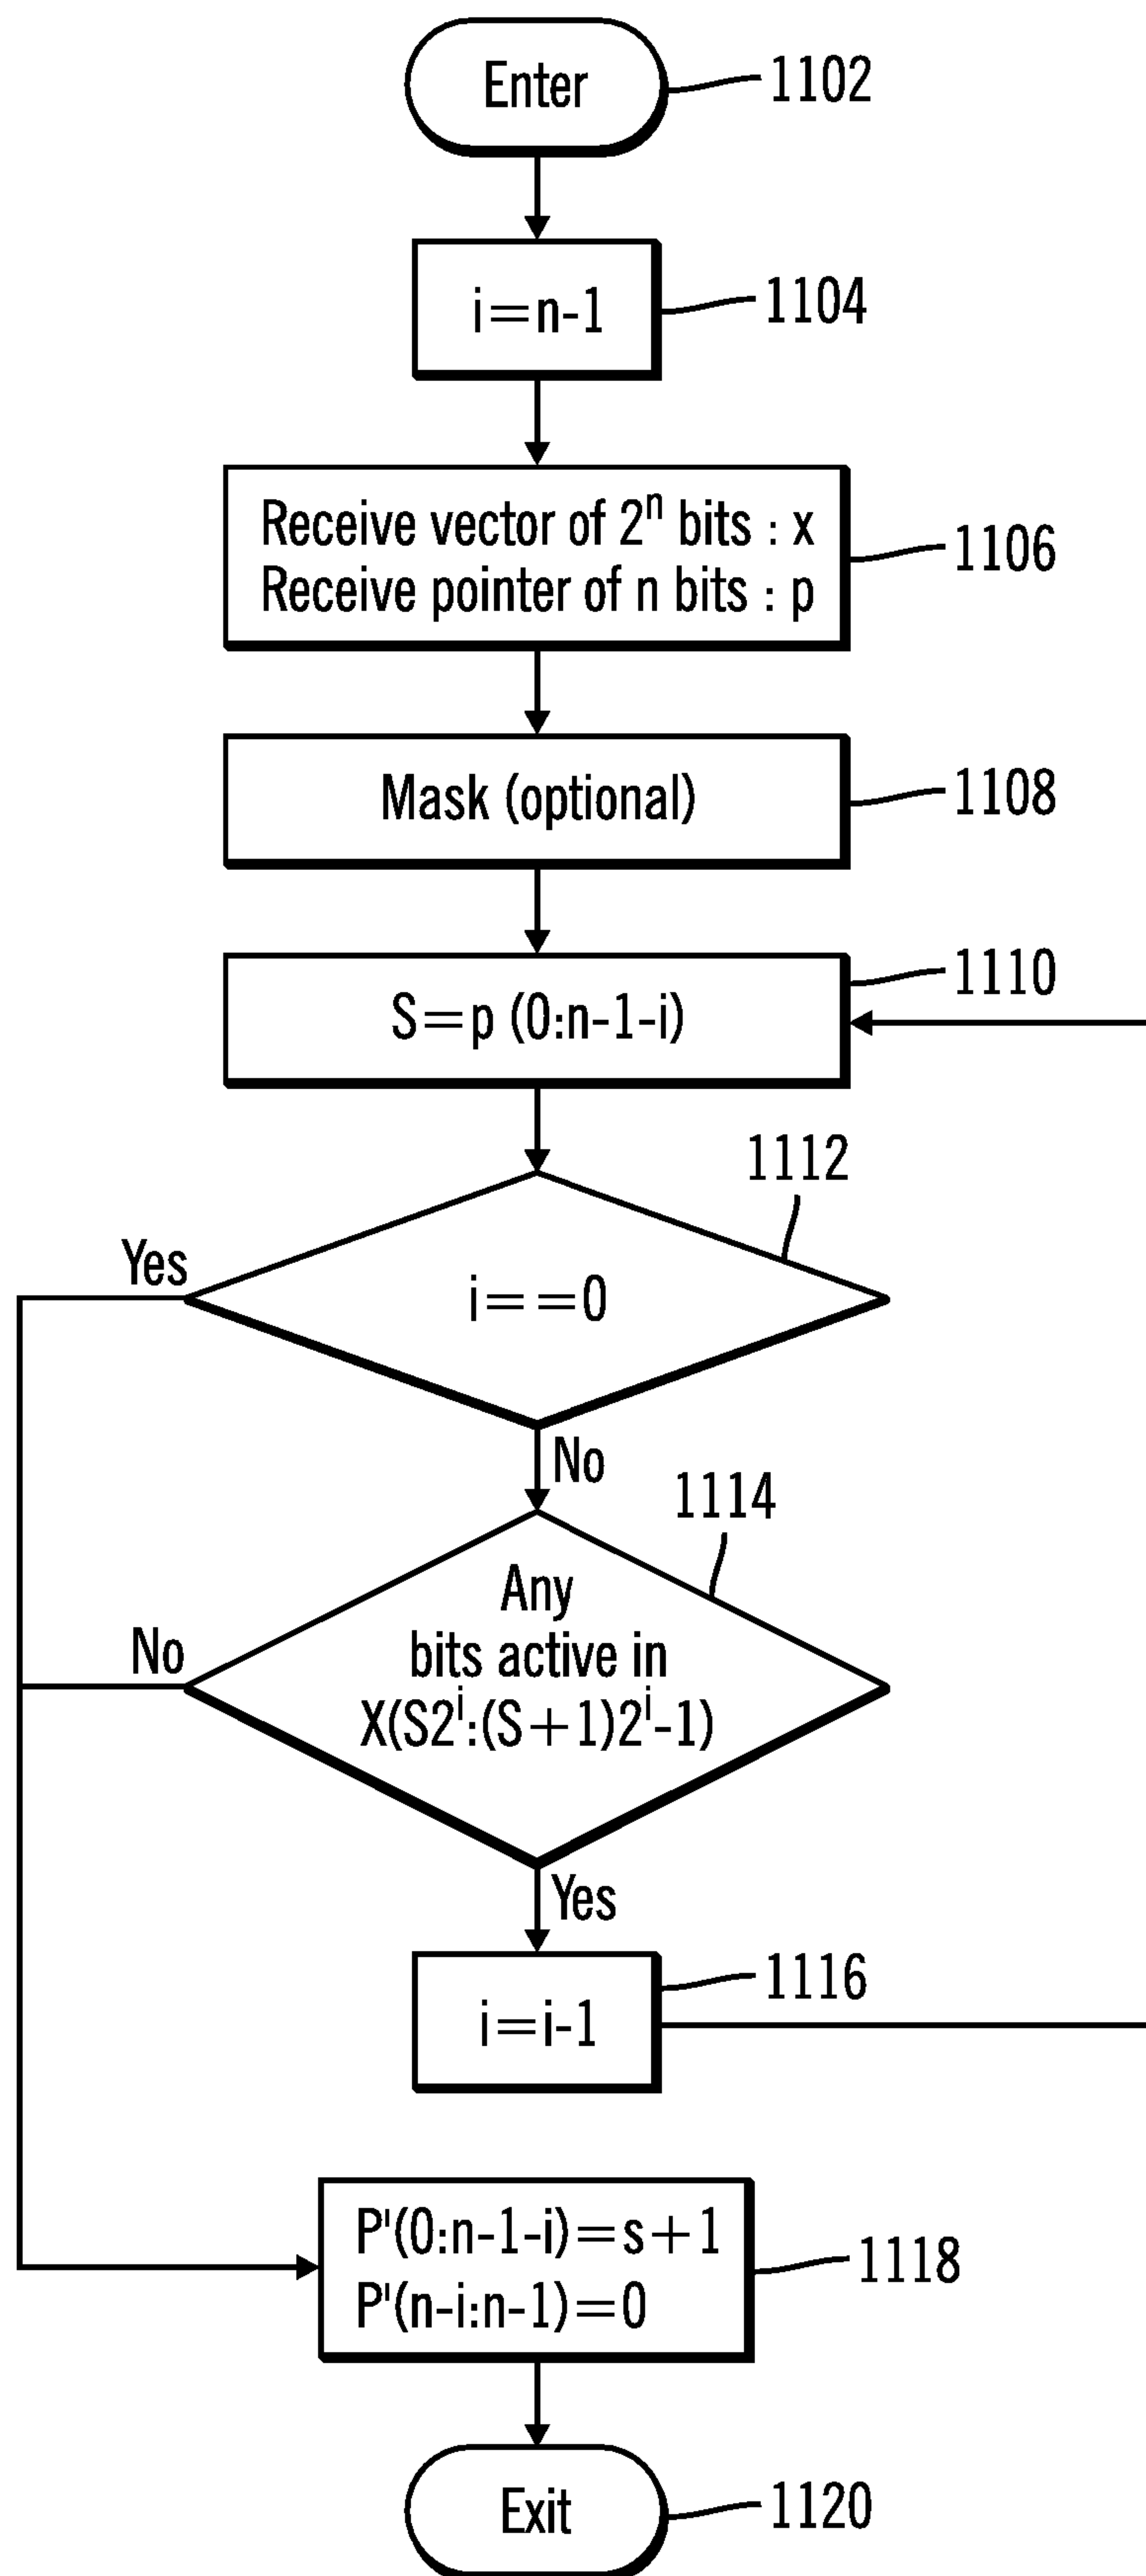 Enter
1102
i=n-1
1104
Receive vector of 2ⁿ bits : x
Receive pointer of n bits : p
1106
Mask (optional)
1108
S=p (0:n-1-i)
1110
1112
Yes
i==0
No
1114
Any
bits active in
X(S2ⁱ:(S+1)2ⁱ-1)
No
Yes
i=i-1
1116
P'(0:n-1-i)=s+1
P'(n-i:n-1)=0
1118
Exit
1120